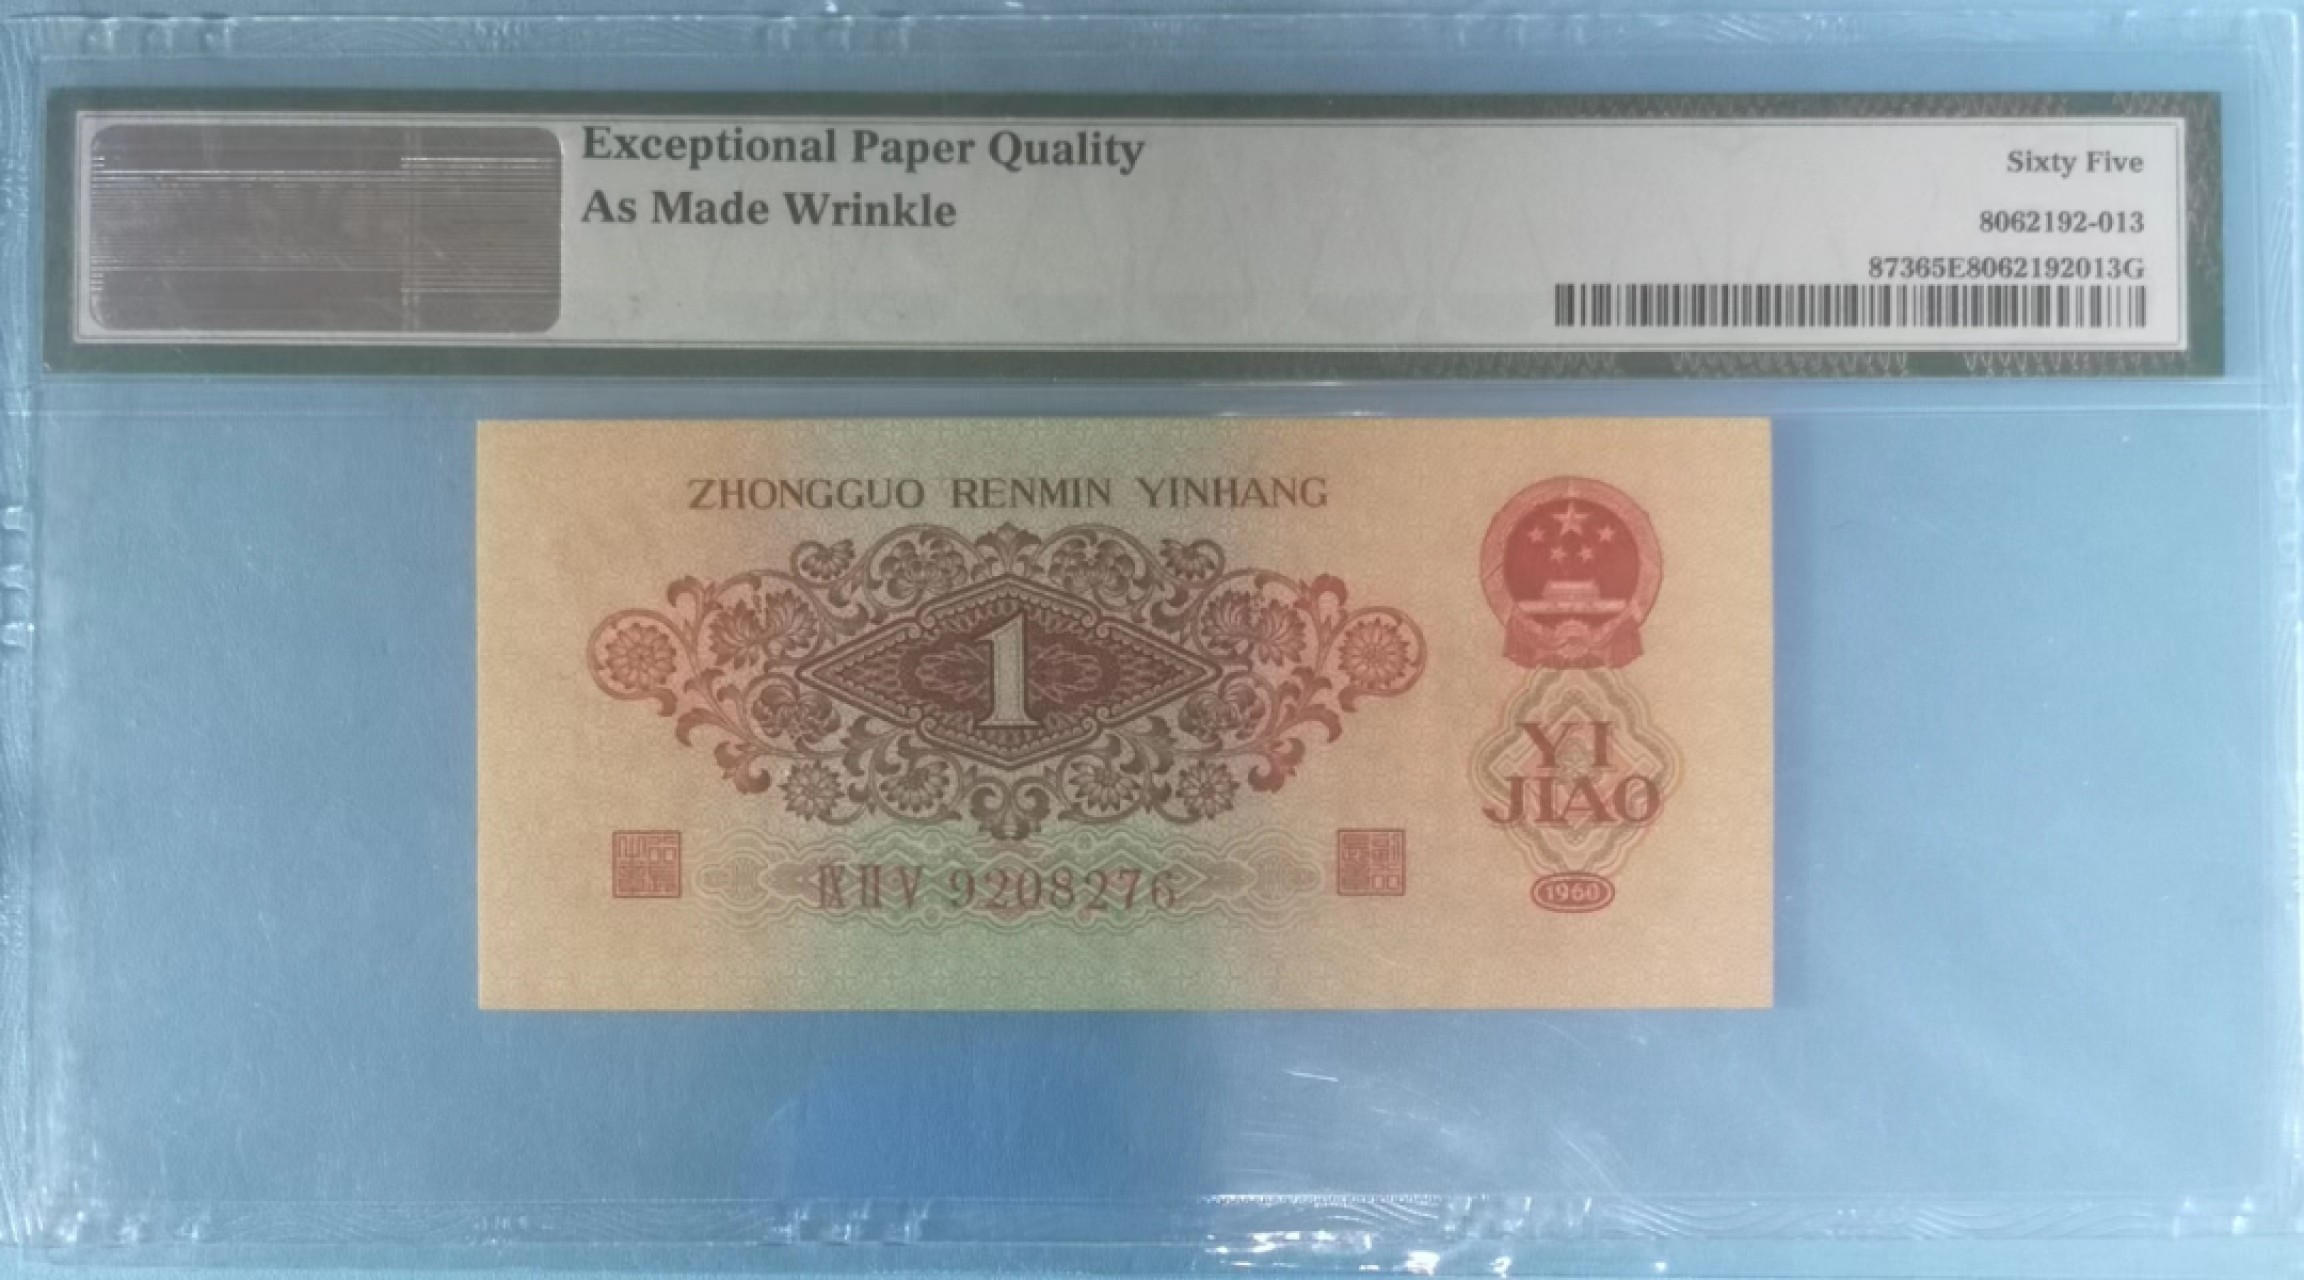 Exceptional Paper Quality
As Made Wrinkle
Sixty Five
8062192-013
87365E8062192013G
ZHONGGUO RENMIN YINHANG
1
YI
JIAO
ⅨⅡⅤ 9208276
1960